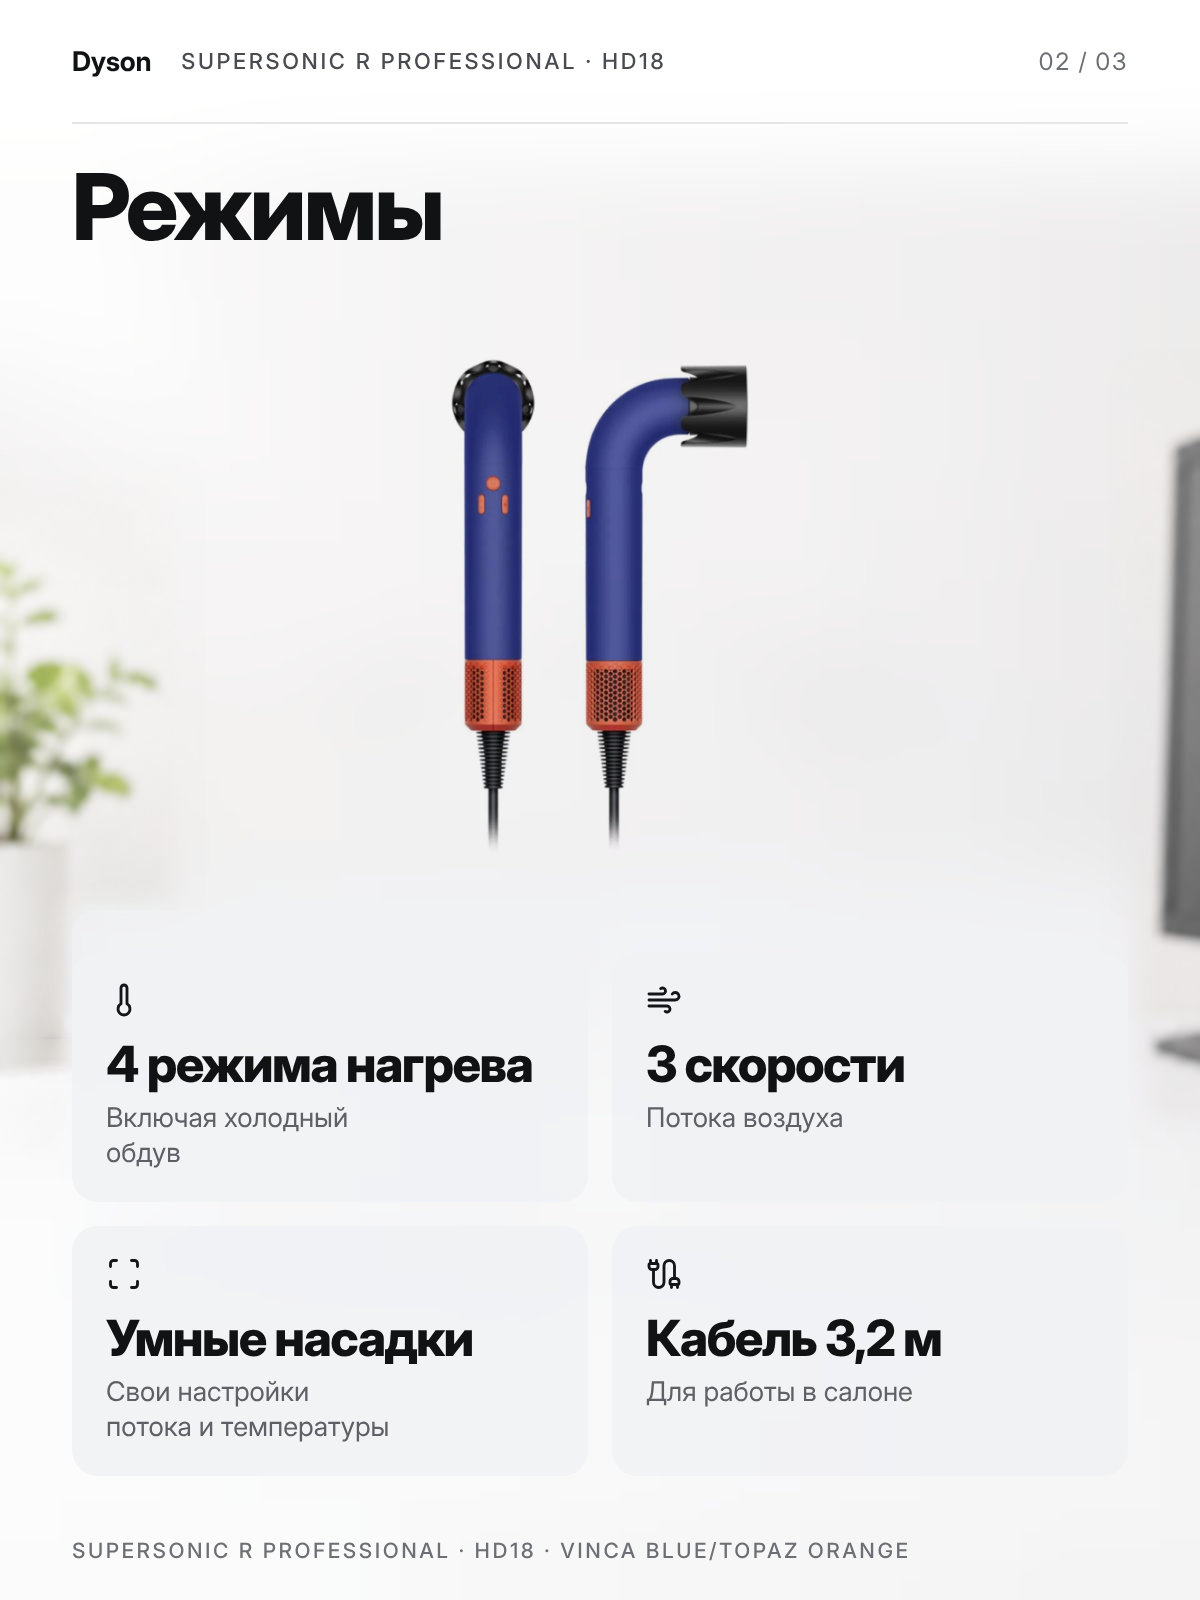 Dyson SUPERSONIC R PROFESSIONAL · HD18 02 / 03
Режимы
4 режима нагрева
Включая холодный
обдув
3 скорости
Потока воздуха
Умные насадки
Свои настройки
потока и температуры
Кабель 3,2 м
Для работы в салоне
SUPERSONIC R PROFESSIONAL · HD18 · VINCA BLUE/TOPAZ ORANGE